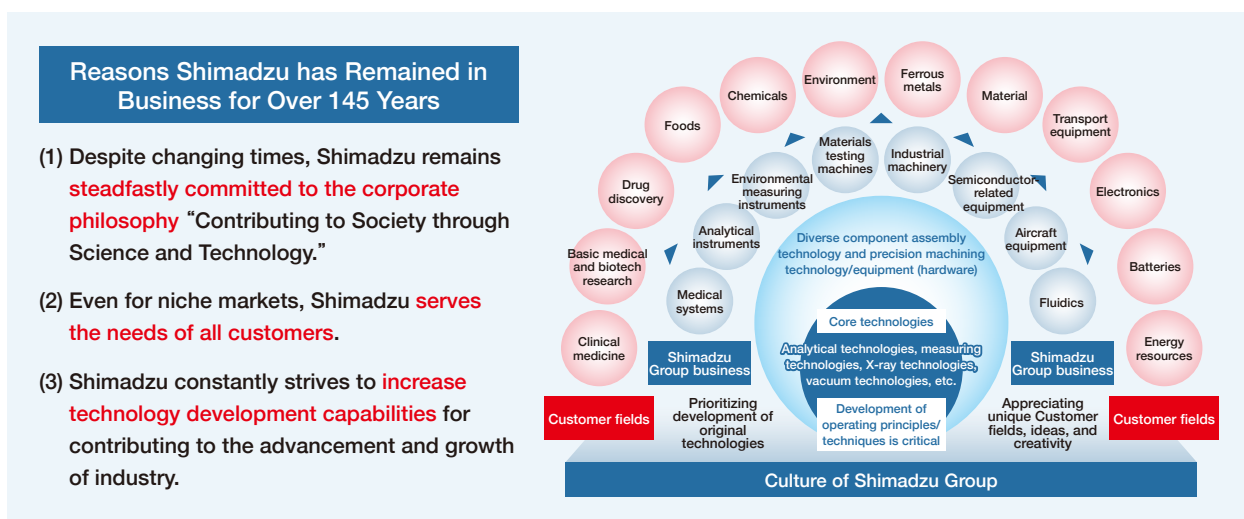 Reasons Shimadzu has Remained in
Business for Over 145 Years
(1) Despite changing times, Shimadzu remains
steadfastly committed to the corporate
philosophy “Contributing to Society through
Science and Technology.”
(2) Even for niche markets, Shimadzu serves
the needs of all customers.
(3) Shimadzu constantly strives to increase
technology development capabilities for
contributing to the advancement and growth
of industry.
Clinical
medicine
Basic medical
and biotech
research
Drug
discovery
Foods
Chemicals
Environment
Ferrous
metals
Material
Transport
equipment
Electronics
Batteries
Energy
resources
Medical
systems
Analytical
instruments
Environmental
measuring
instruments
Materials
testing
machines
Industrial
machinery
Semiconductor-
related
equipment
Aircraft
equipment
Fluidics
Diverse component assembly
technology and precision machining
technology/equipment (hardware)
Core technologies
Analytical technologies, measuring
technologies, X-ray technologies,
vacuum technologies, etc.
Development of
operating principles/
techniques is critical
Shimadzu
Group business
Shimadzu
Group business
Customer fields
Prioritizing
development of
original
technologies
Appreciating
unique Customer
fields, ideas, and
creativity
Customer fields
Culture of Shimadzu Group